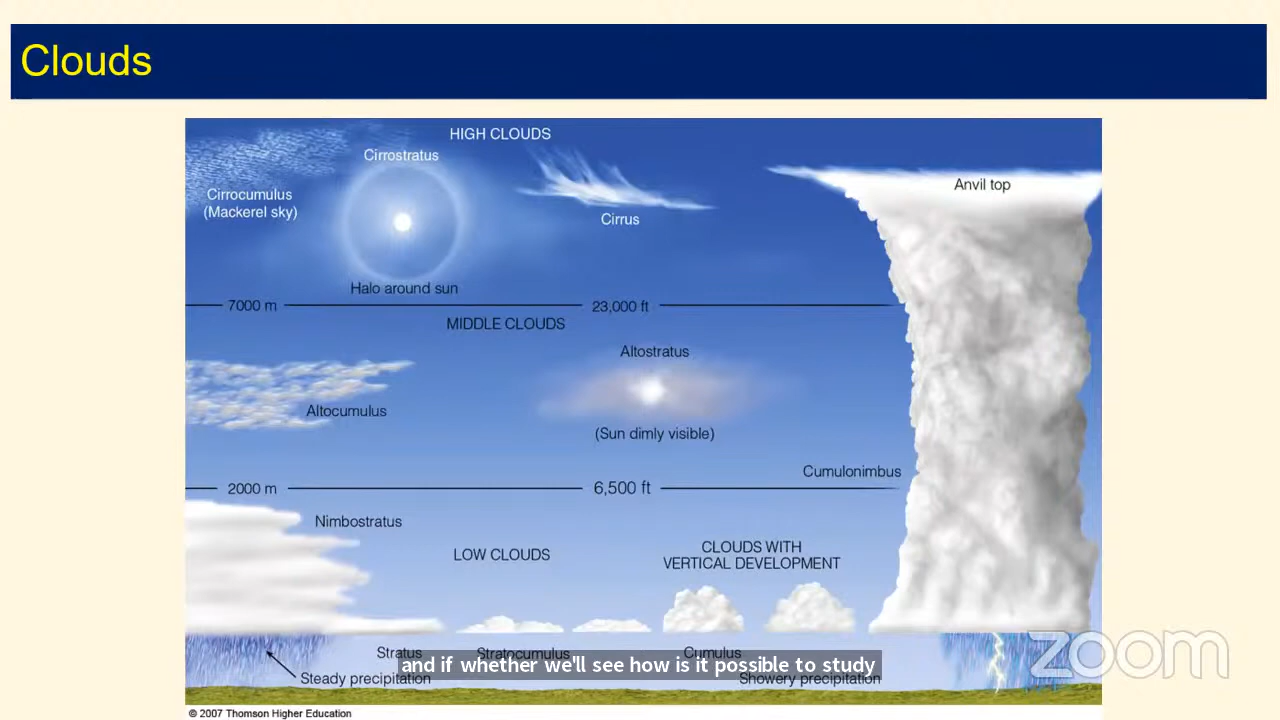 Clouds
HIGH CLOUDS
Cirrostratus
Cirrocumulus
(Mackerel sky)
Cirrus
Anvil top
Halo around sun
7000 m
23,000 ft
MIDDLE CLOUDS
Altostratus
Altocumulus
(Sun dimly visible)
Cumulonimbus
2000 m
6,500 ft
Nimbostratus
LOW CLOUDS
CLOUDS WITH
VERTICAL DEVELOPMENT
Stratus
Stratocumulus
Cumulus
zoom
and if whether we'll see how is it possible to study
Steady precipitation
Showery precipitation
© 2007 Thomson Higher Education